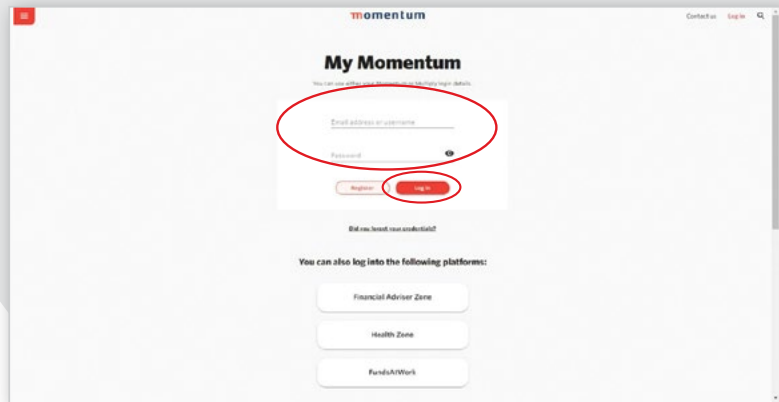 momentum
Contact us Log in
My Momentum
You can use either your Momentum or Multiply login details.
Email address or username
Password
Register Log in
Did you forget your credentials?
You can also log into the following platforms:
Financial Adviser Zone
Health Zone
FundsAtWork